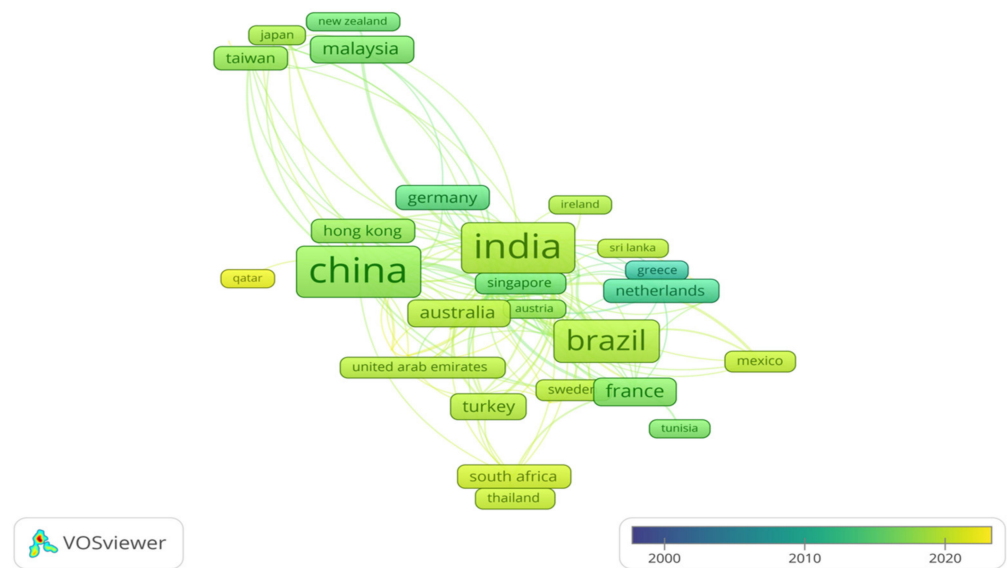 new zealand
japan
malaysia
taiwan
germany
ireland
hong kong
india
sri lanka
china
greece
qatar
singapore
netherlands
austria
australia
brazil
mexico
united arab emirates
sweden
france
turkey
tunisia
south africa
thailand
VOSviewer
2000 2010 2020